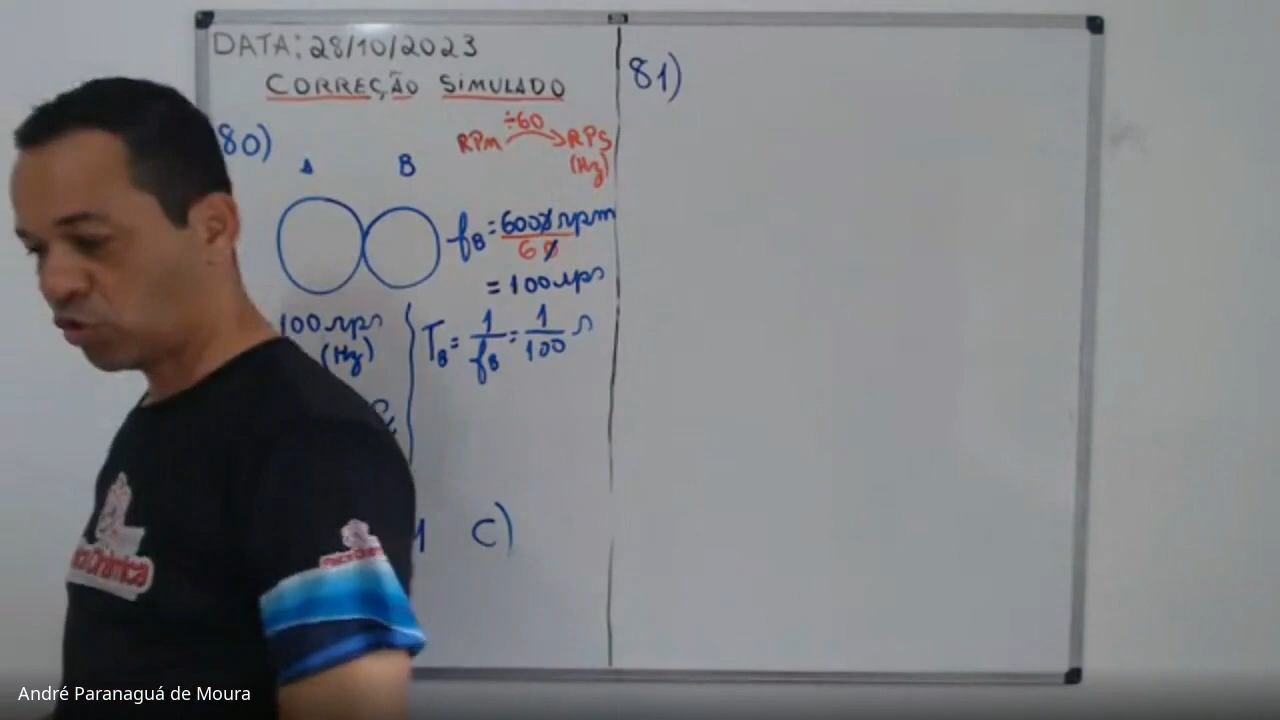 DATA: 28/10/2023
CORREÇÃO SIMULADO
80)
÷60
RPM RPS
(Hz)
A B
fB = 6000 rpm
60
= 100 rps
100 rps
(Hz)
TB = 1 = 1 s
fB 100
C)
81)
André Paranaguá de Moura